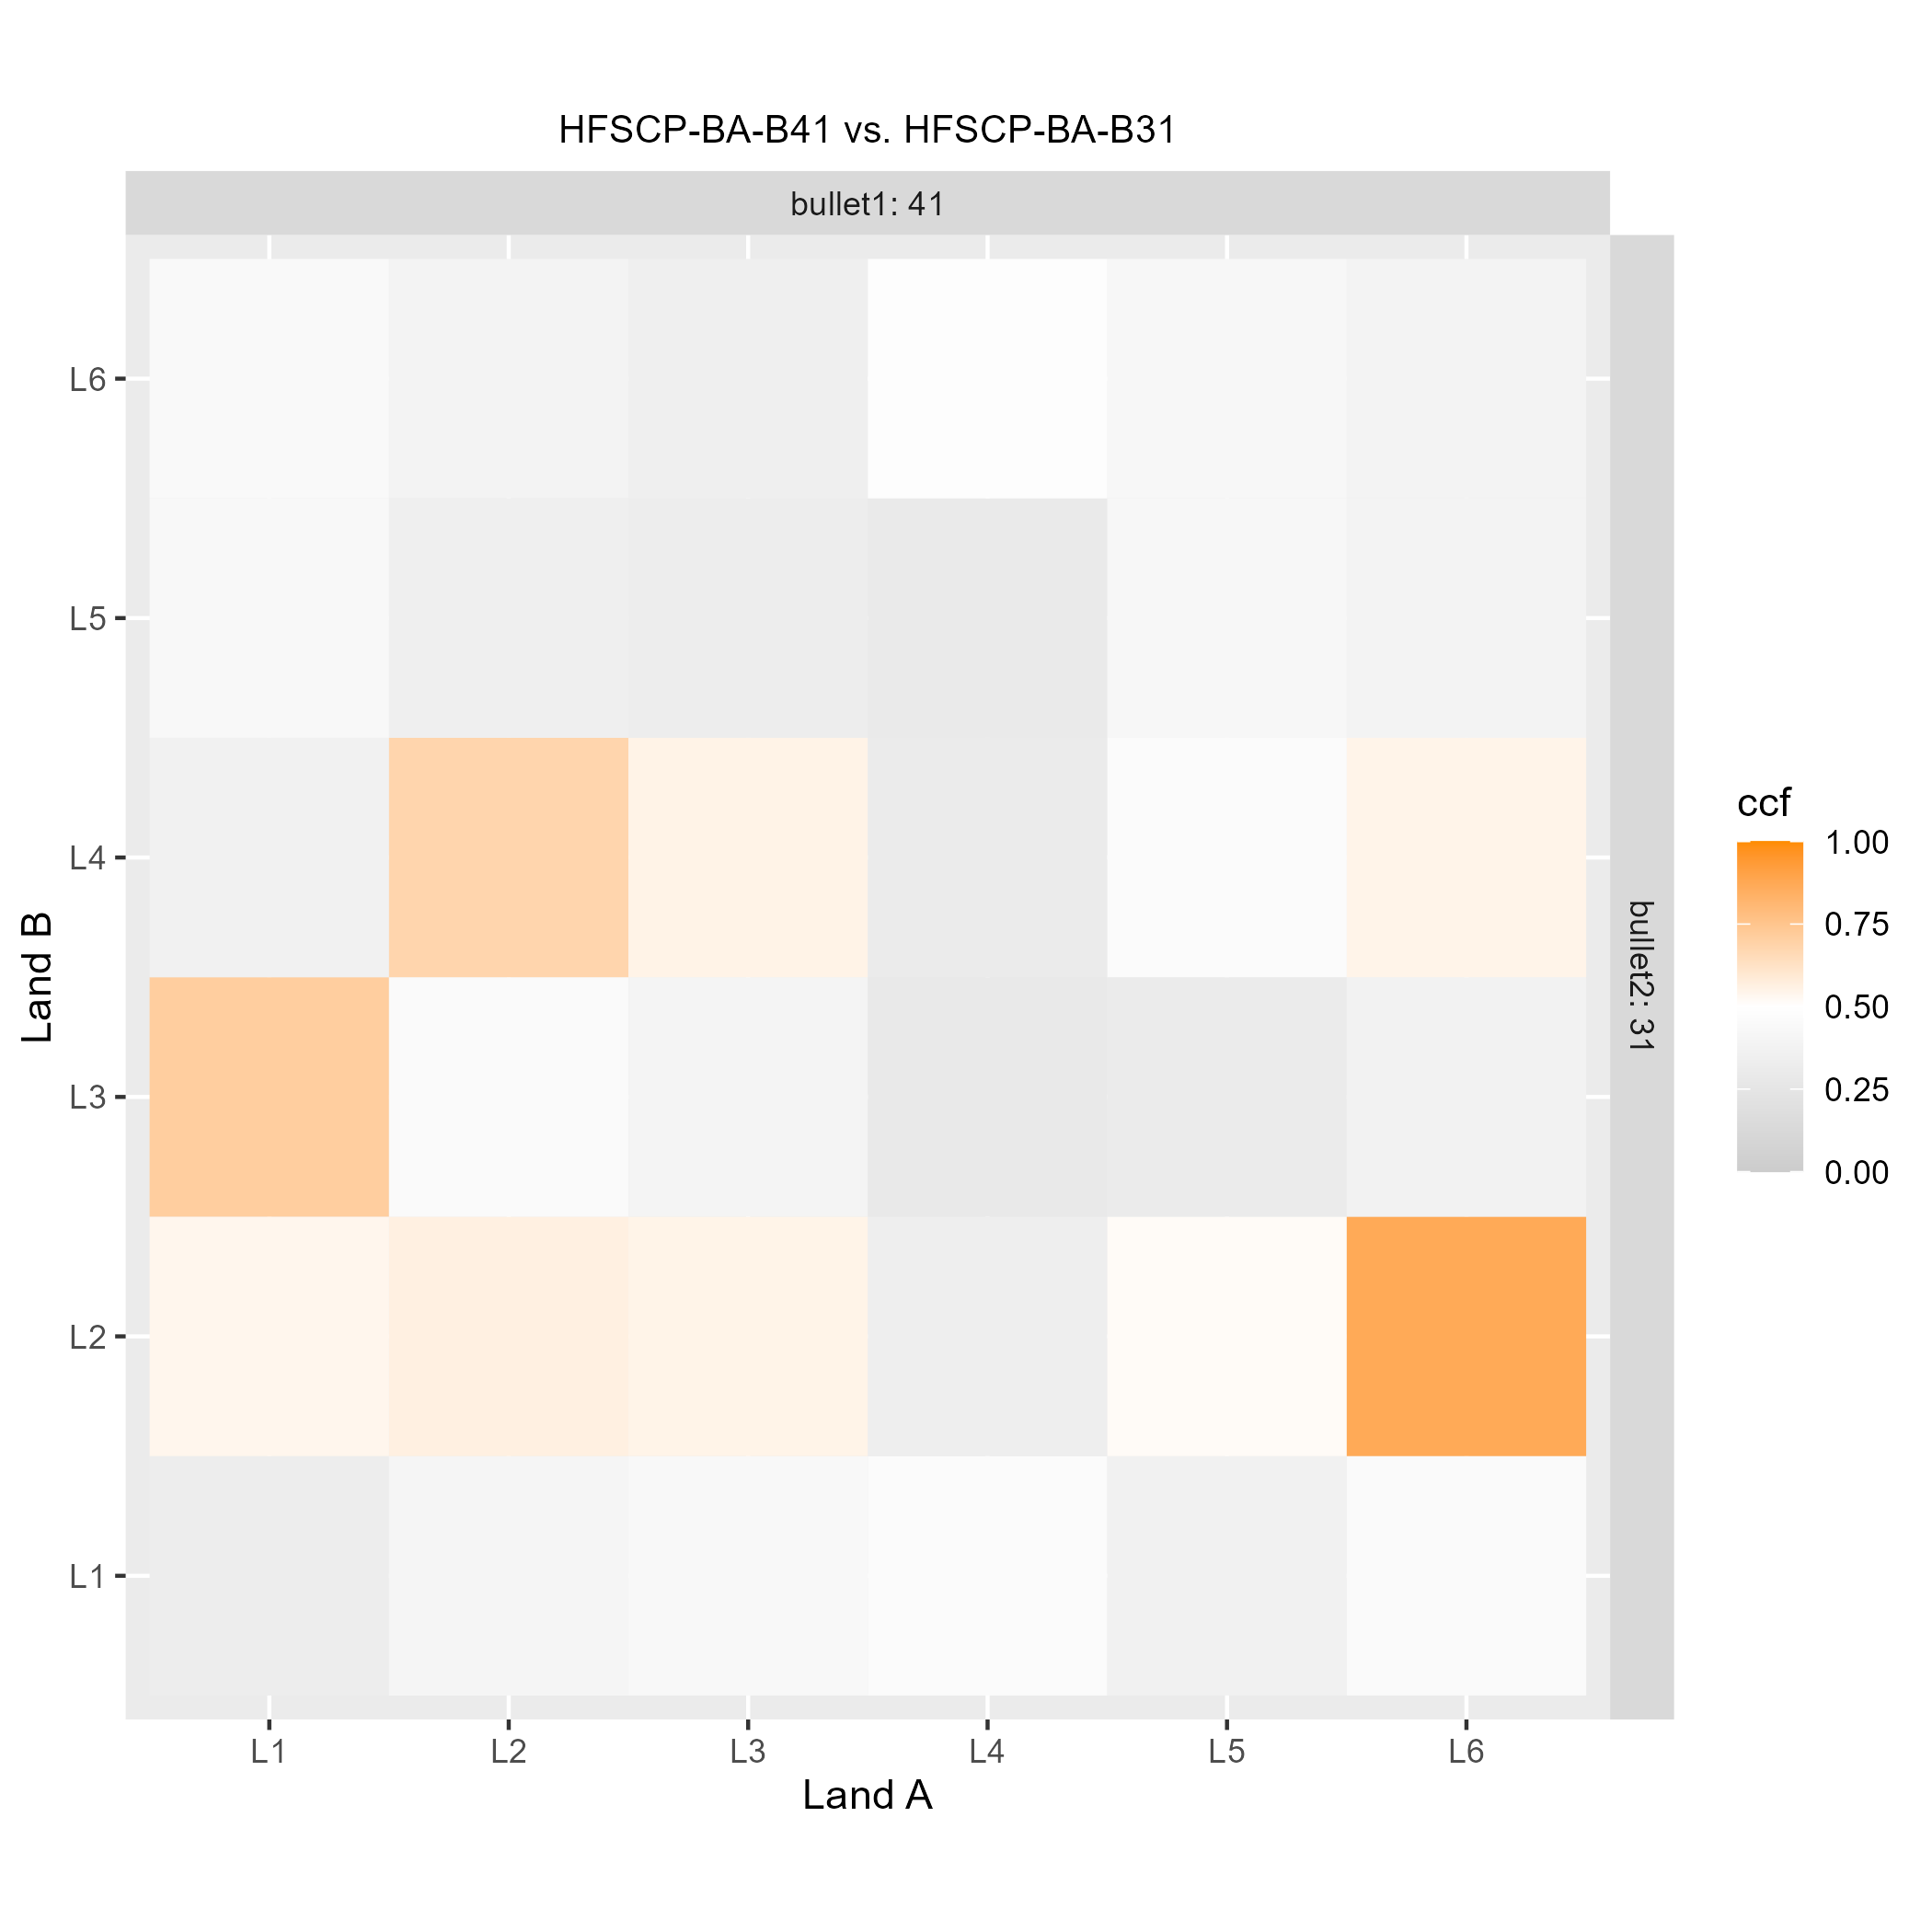 HFSCP-BA-B41 vs. HFSCP-BA-B31
bullet1: 41
L6
L5
L4
L3
L2
L1
Land B
L1 L2 L3 L4 L5 L6
Land A
bullet2: 31
ccf
1.00
0.75
0.50
0.25
0.00